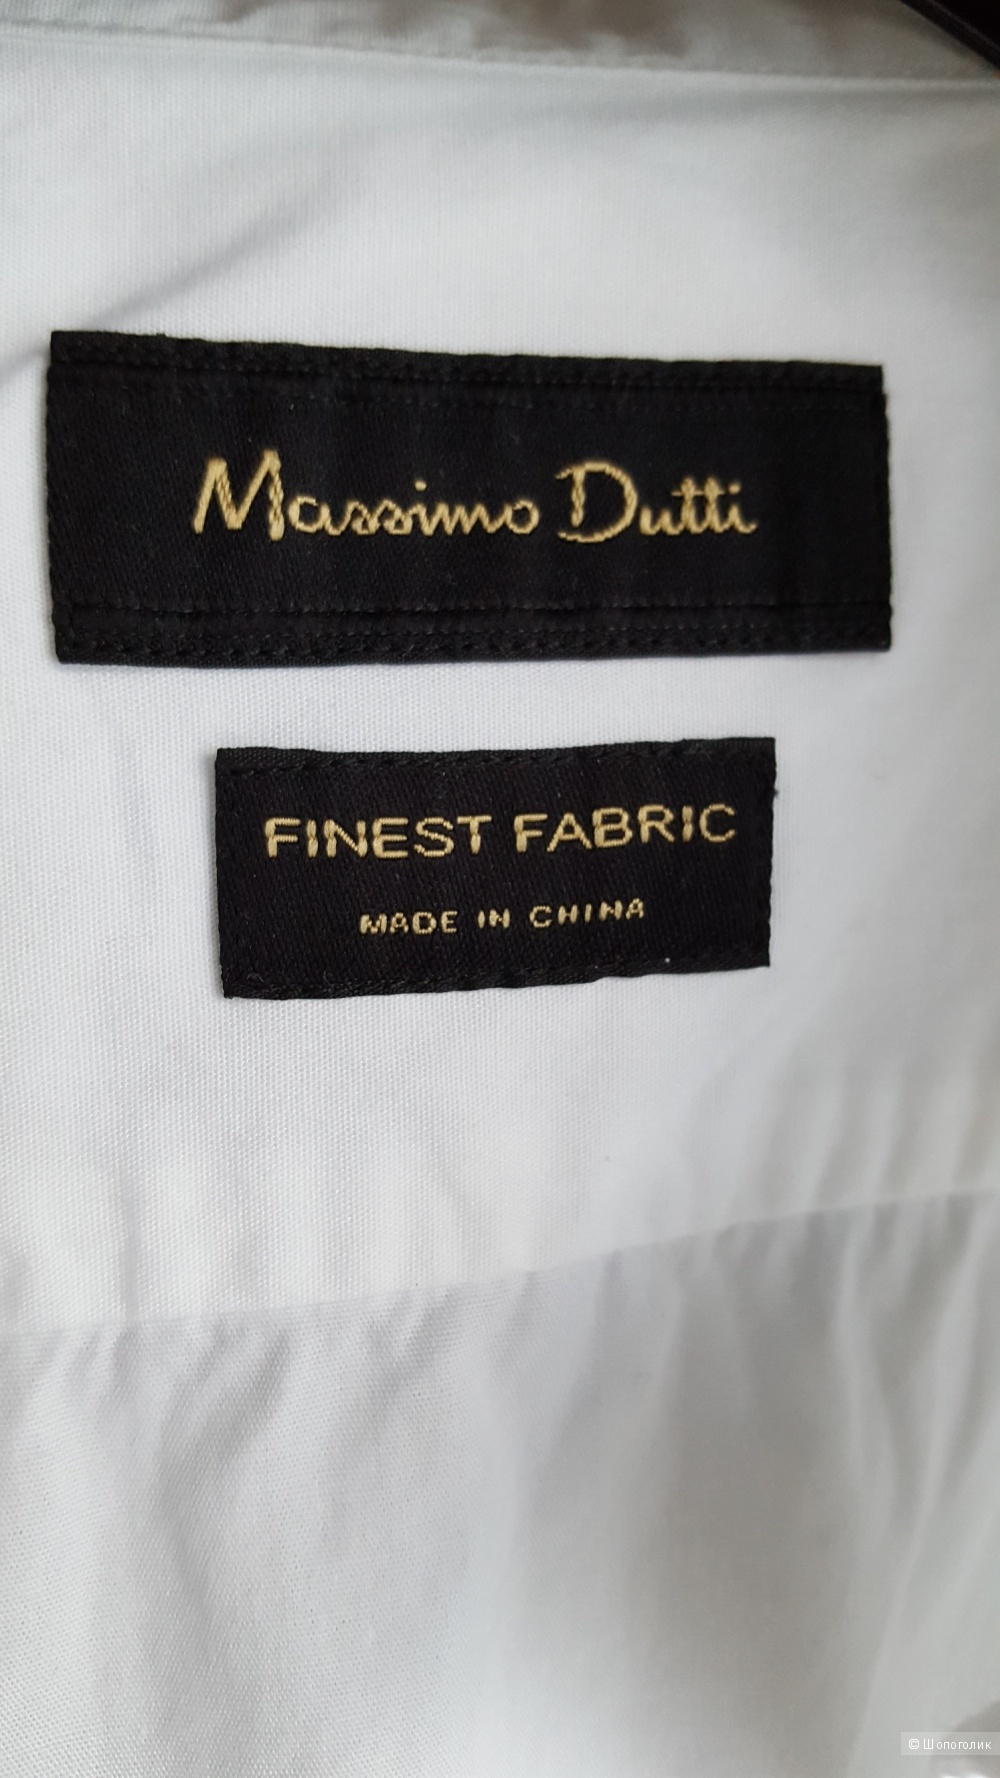 Massimo Dutti
FINEST FABRIC
MADE IN CHINA
© Шопоголик